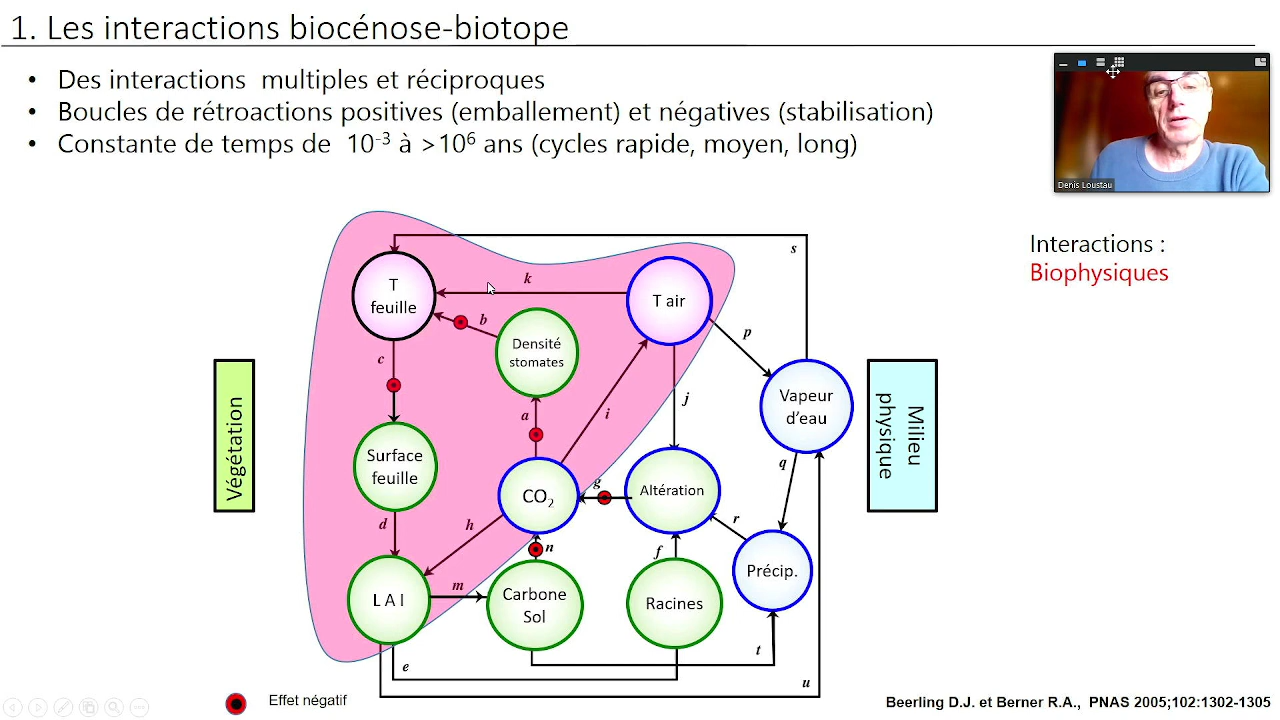 1. Les interactions biocénose-biotope
• Des interactions  multiples et réciproques
• Boucles de rétroactions positives (emballement) et négatives (stabilisation)
• Constante de temps de  10⁻³ à >10⁶ ans (cycles rapide, moyen, long)
Denis Loustau
Interactions :
Biophysiques
s
T
feuille
k
T air
b
Densité
stomates
p
c
Vapeur
d'eau
Végétation
Milieu
physique
a
i
j
Surface
feuille
q
g
CO₂
Altération
d
h
n
r
f
m
L A I
Carbone
Sol
Racines
Précip.
e
t
u
Effet négatif
Beerling D.J. et Berner R.A.,  PNAS 2005;102:1302-1305